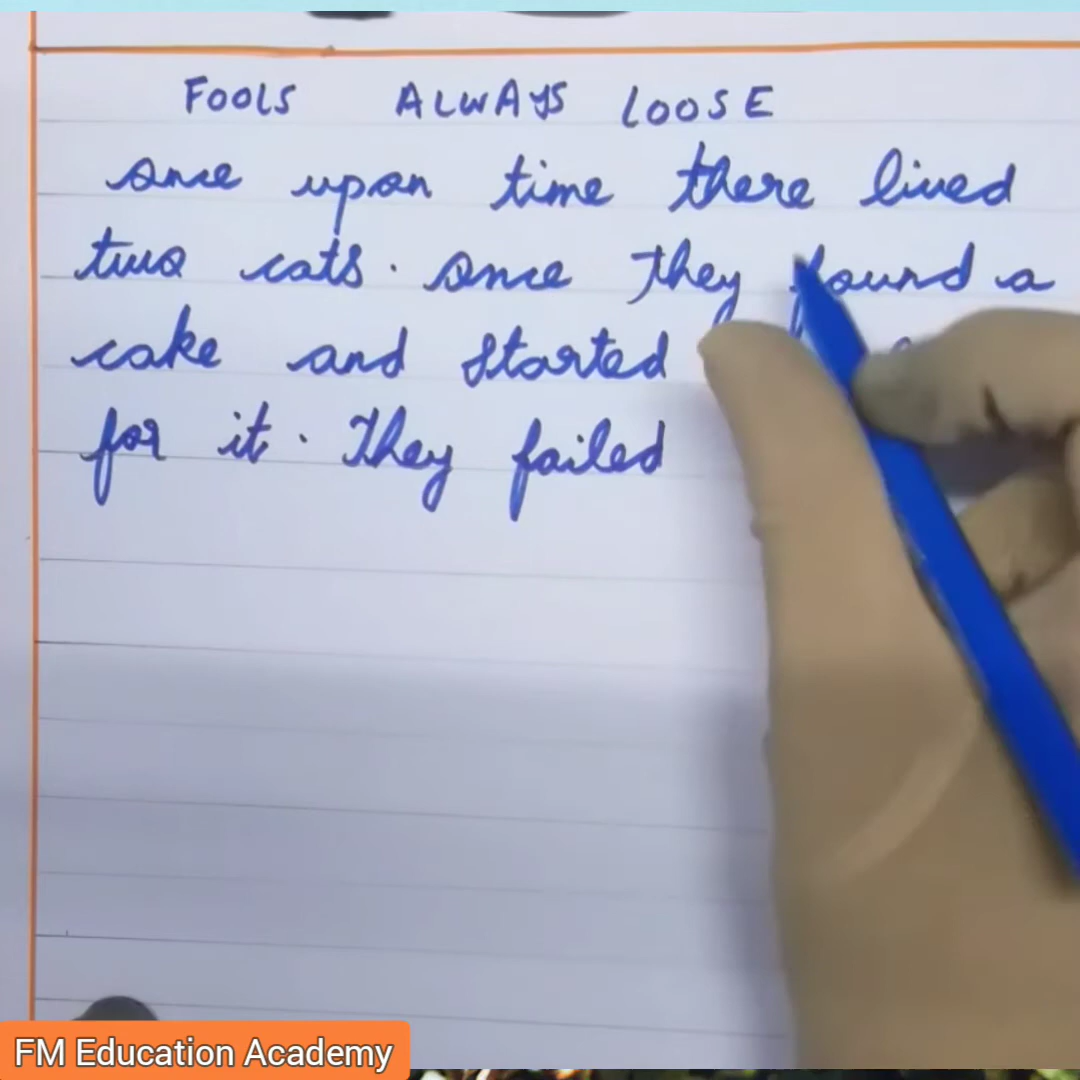 FOOLS ALWAYS LOOSE
once upon time there lived
two cats. once they found a
cake and started
for it. They failed
FM Education Academy